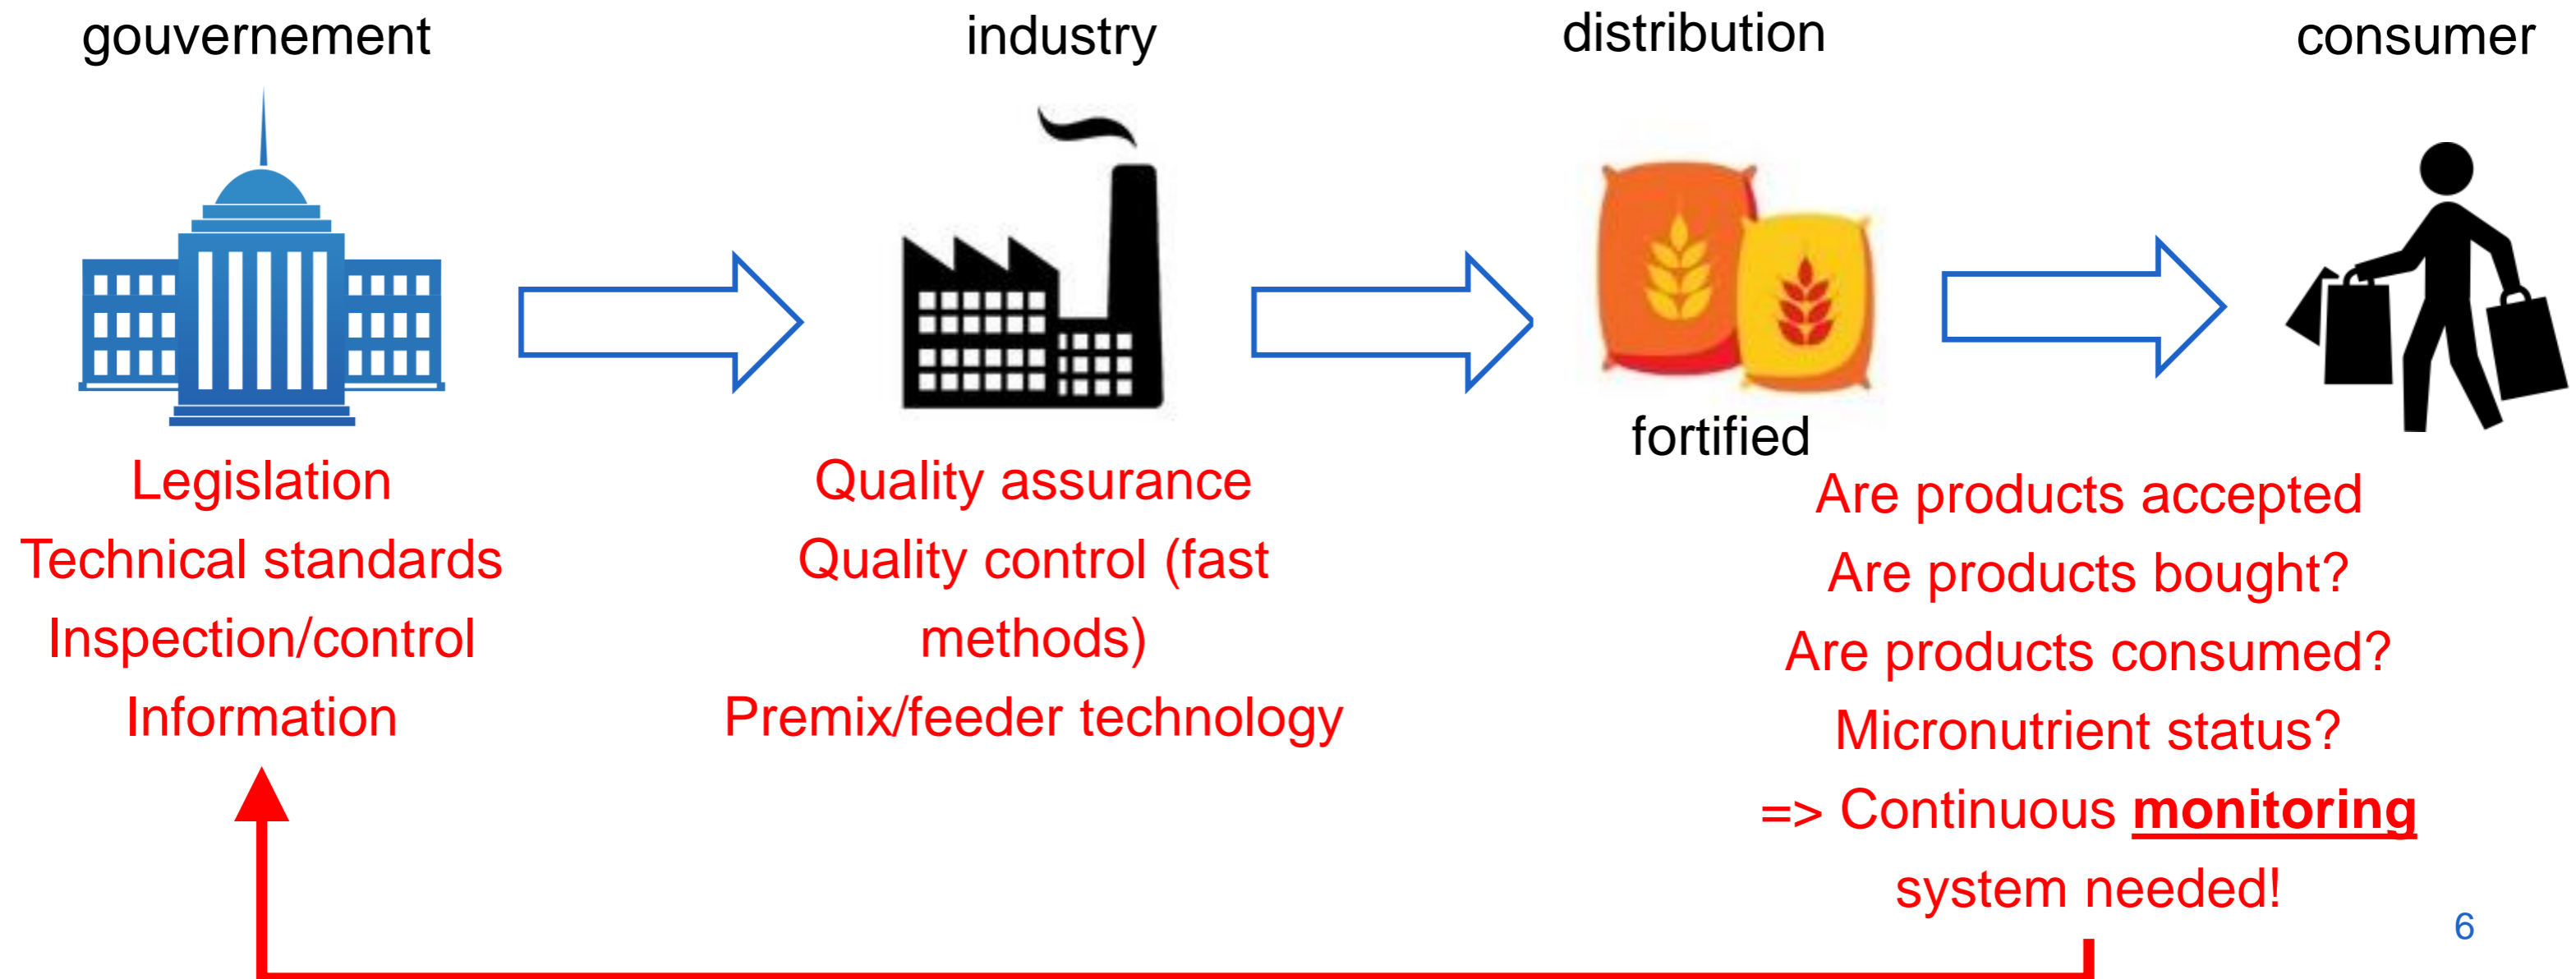 gouvernement
industry
distribution
consumer
fortified
Legislation
Technical standards
Inspection/control
Information
Quality assurance
Quality control (fast
methods)
Premix/feeder technology
Are products accepted
Are products bought?
Are products consumed?
Micronutrient status?
=> Continuous monitoring
system needed!
6